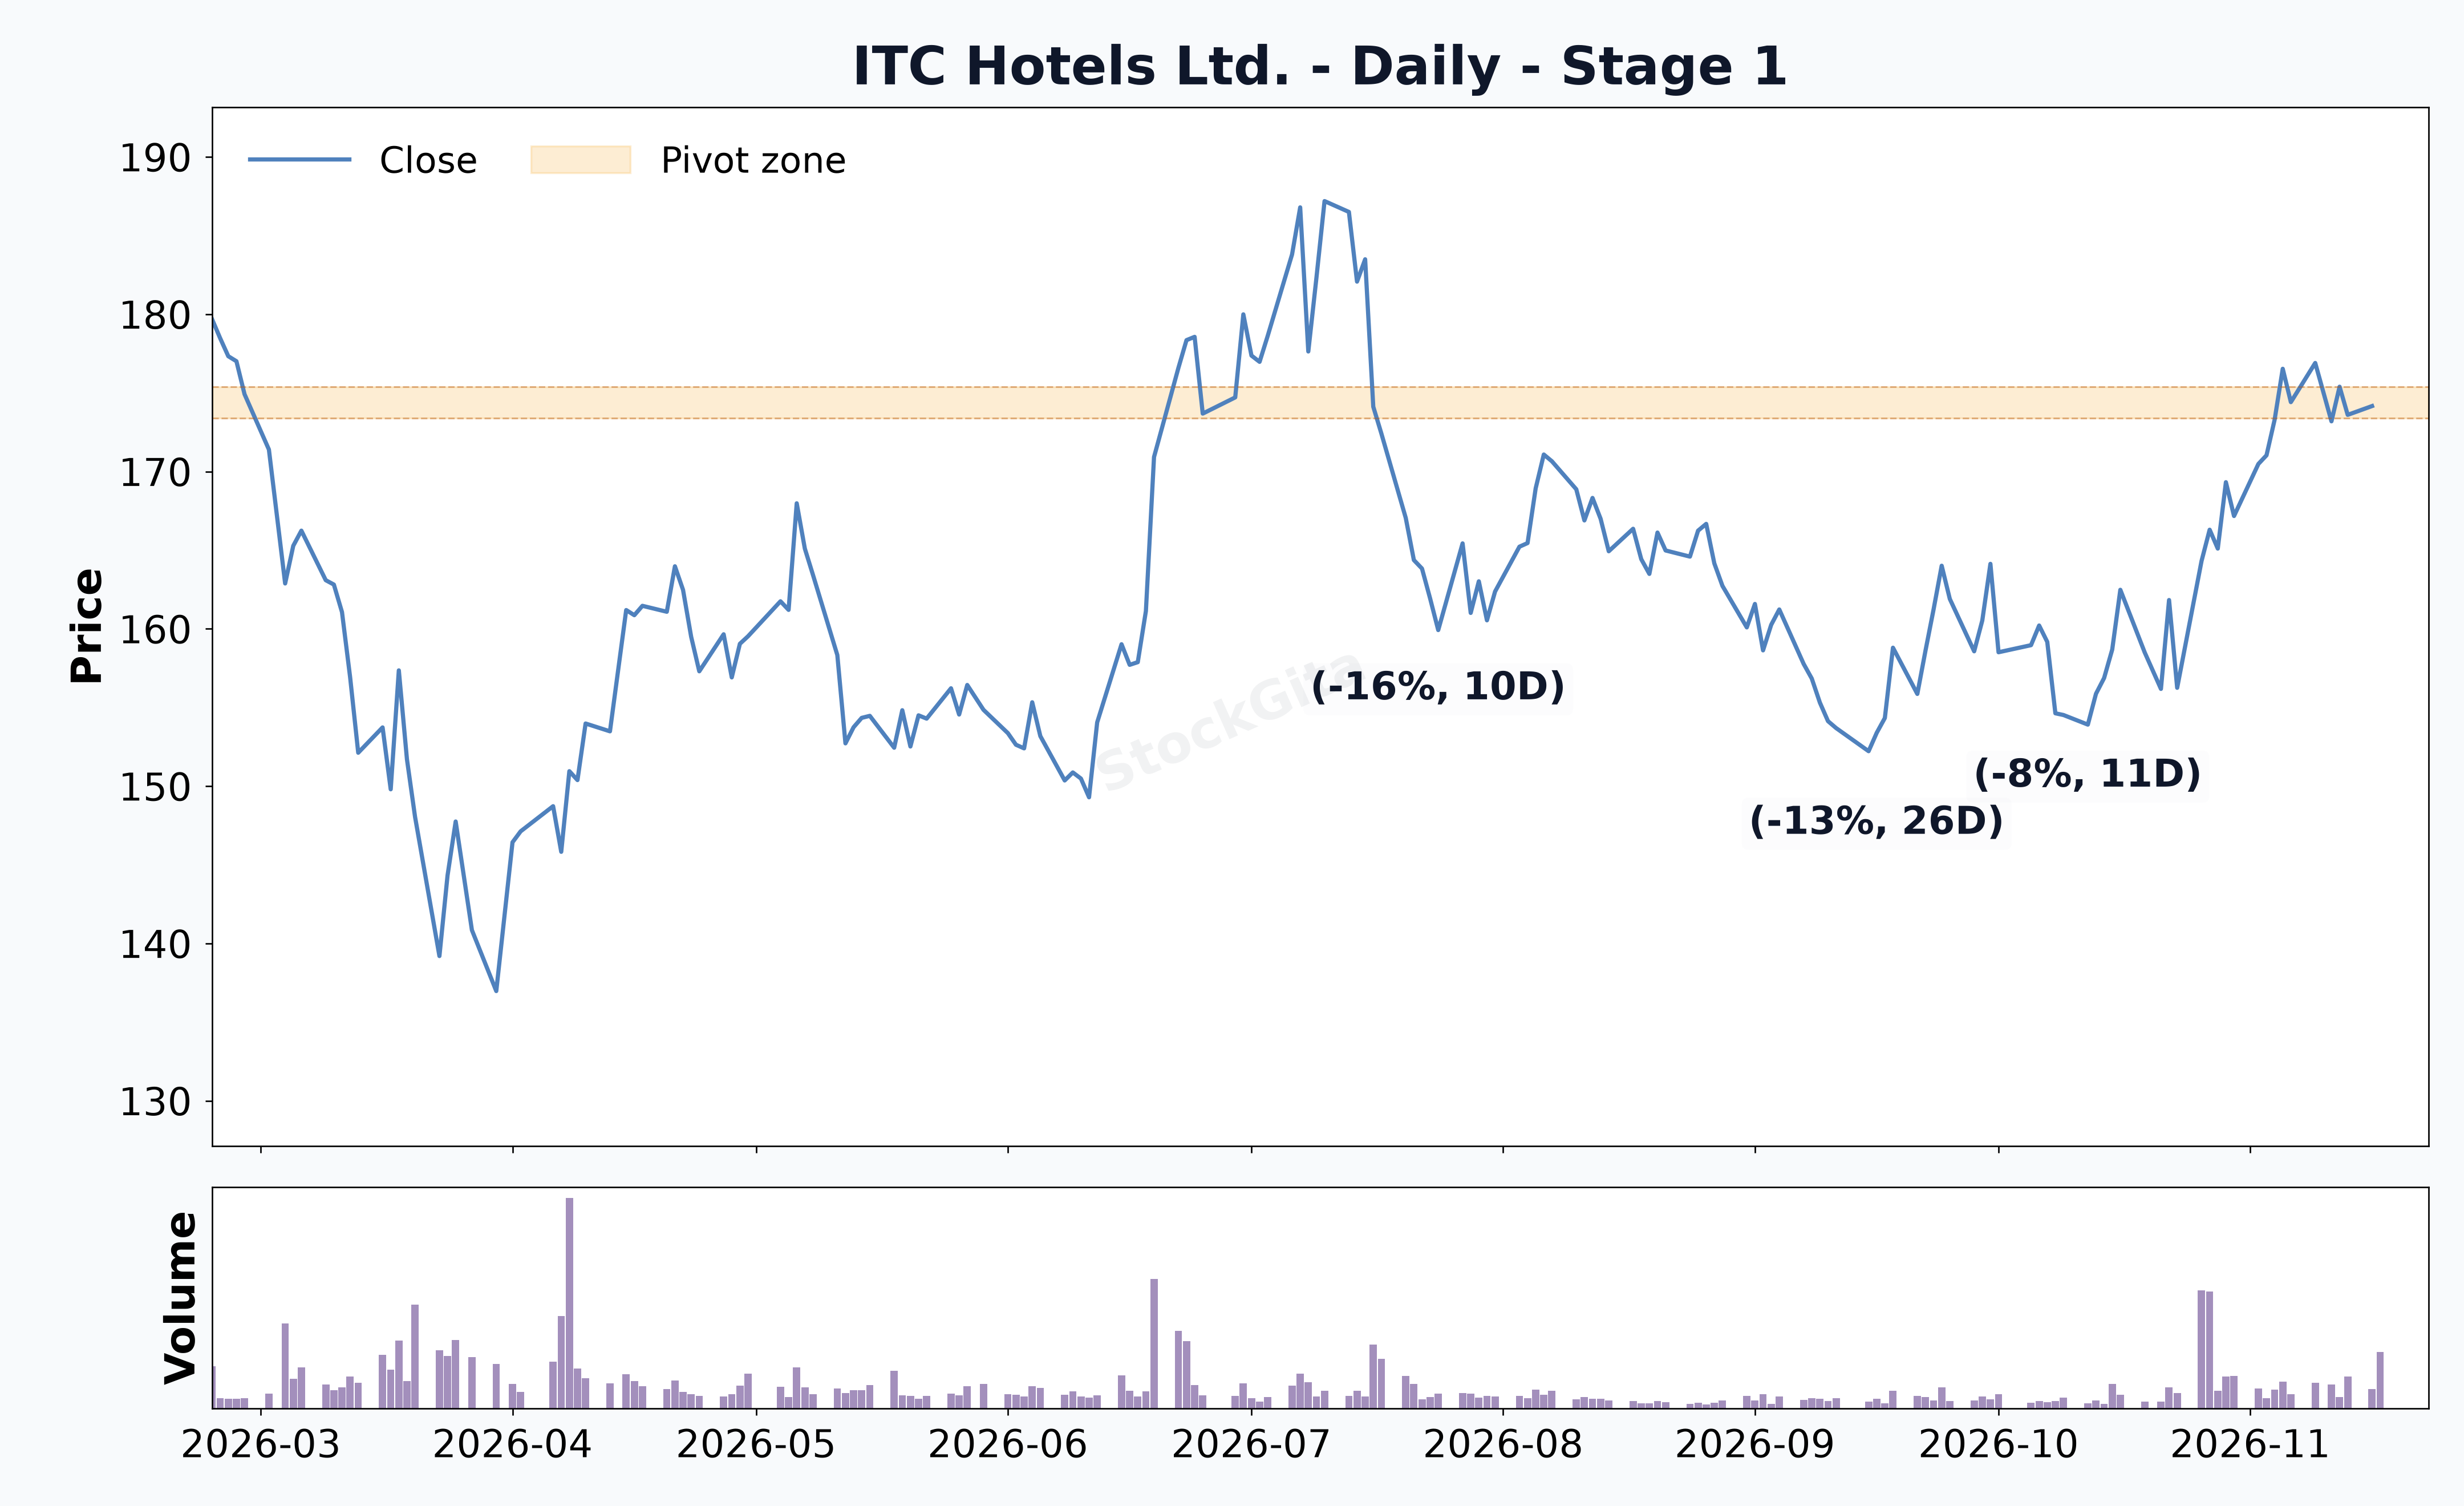 ITC Hotels Ltd. - Daily - Stage 1
Close
Pivot zone
190
180
170
160
150
140
130
Price
StockGita
(-16%, 10D)
(-8%, 11D)
(-13%, 26D)
Volume
2026-03
2026-04
2026-05
2026-06
2026-07
2026-08
2026-09
2026-10
2026-11